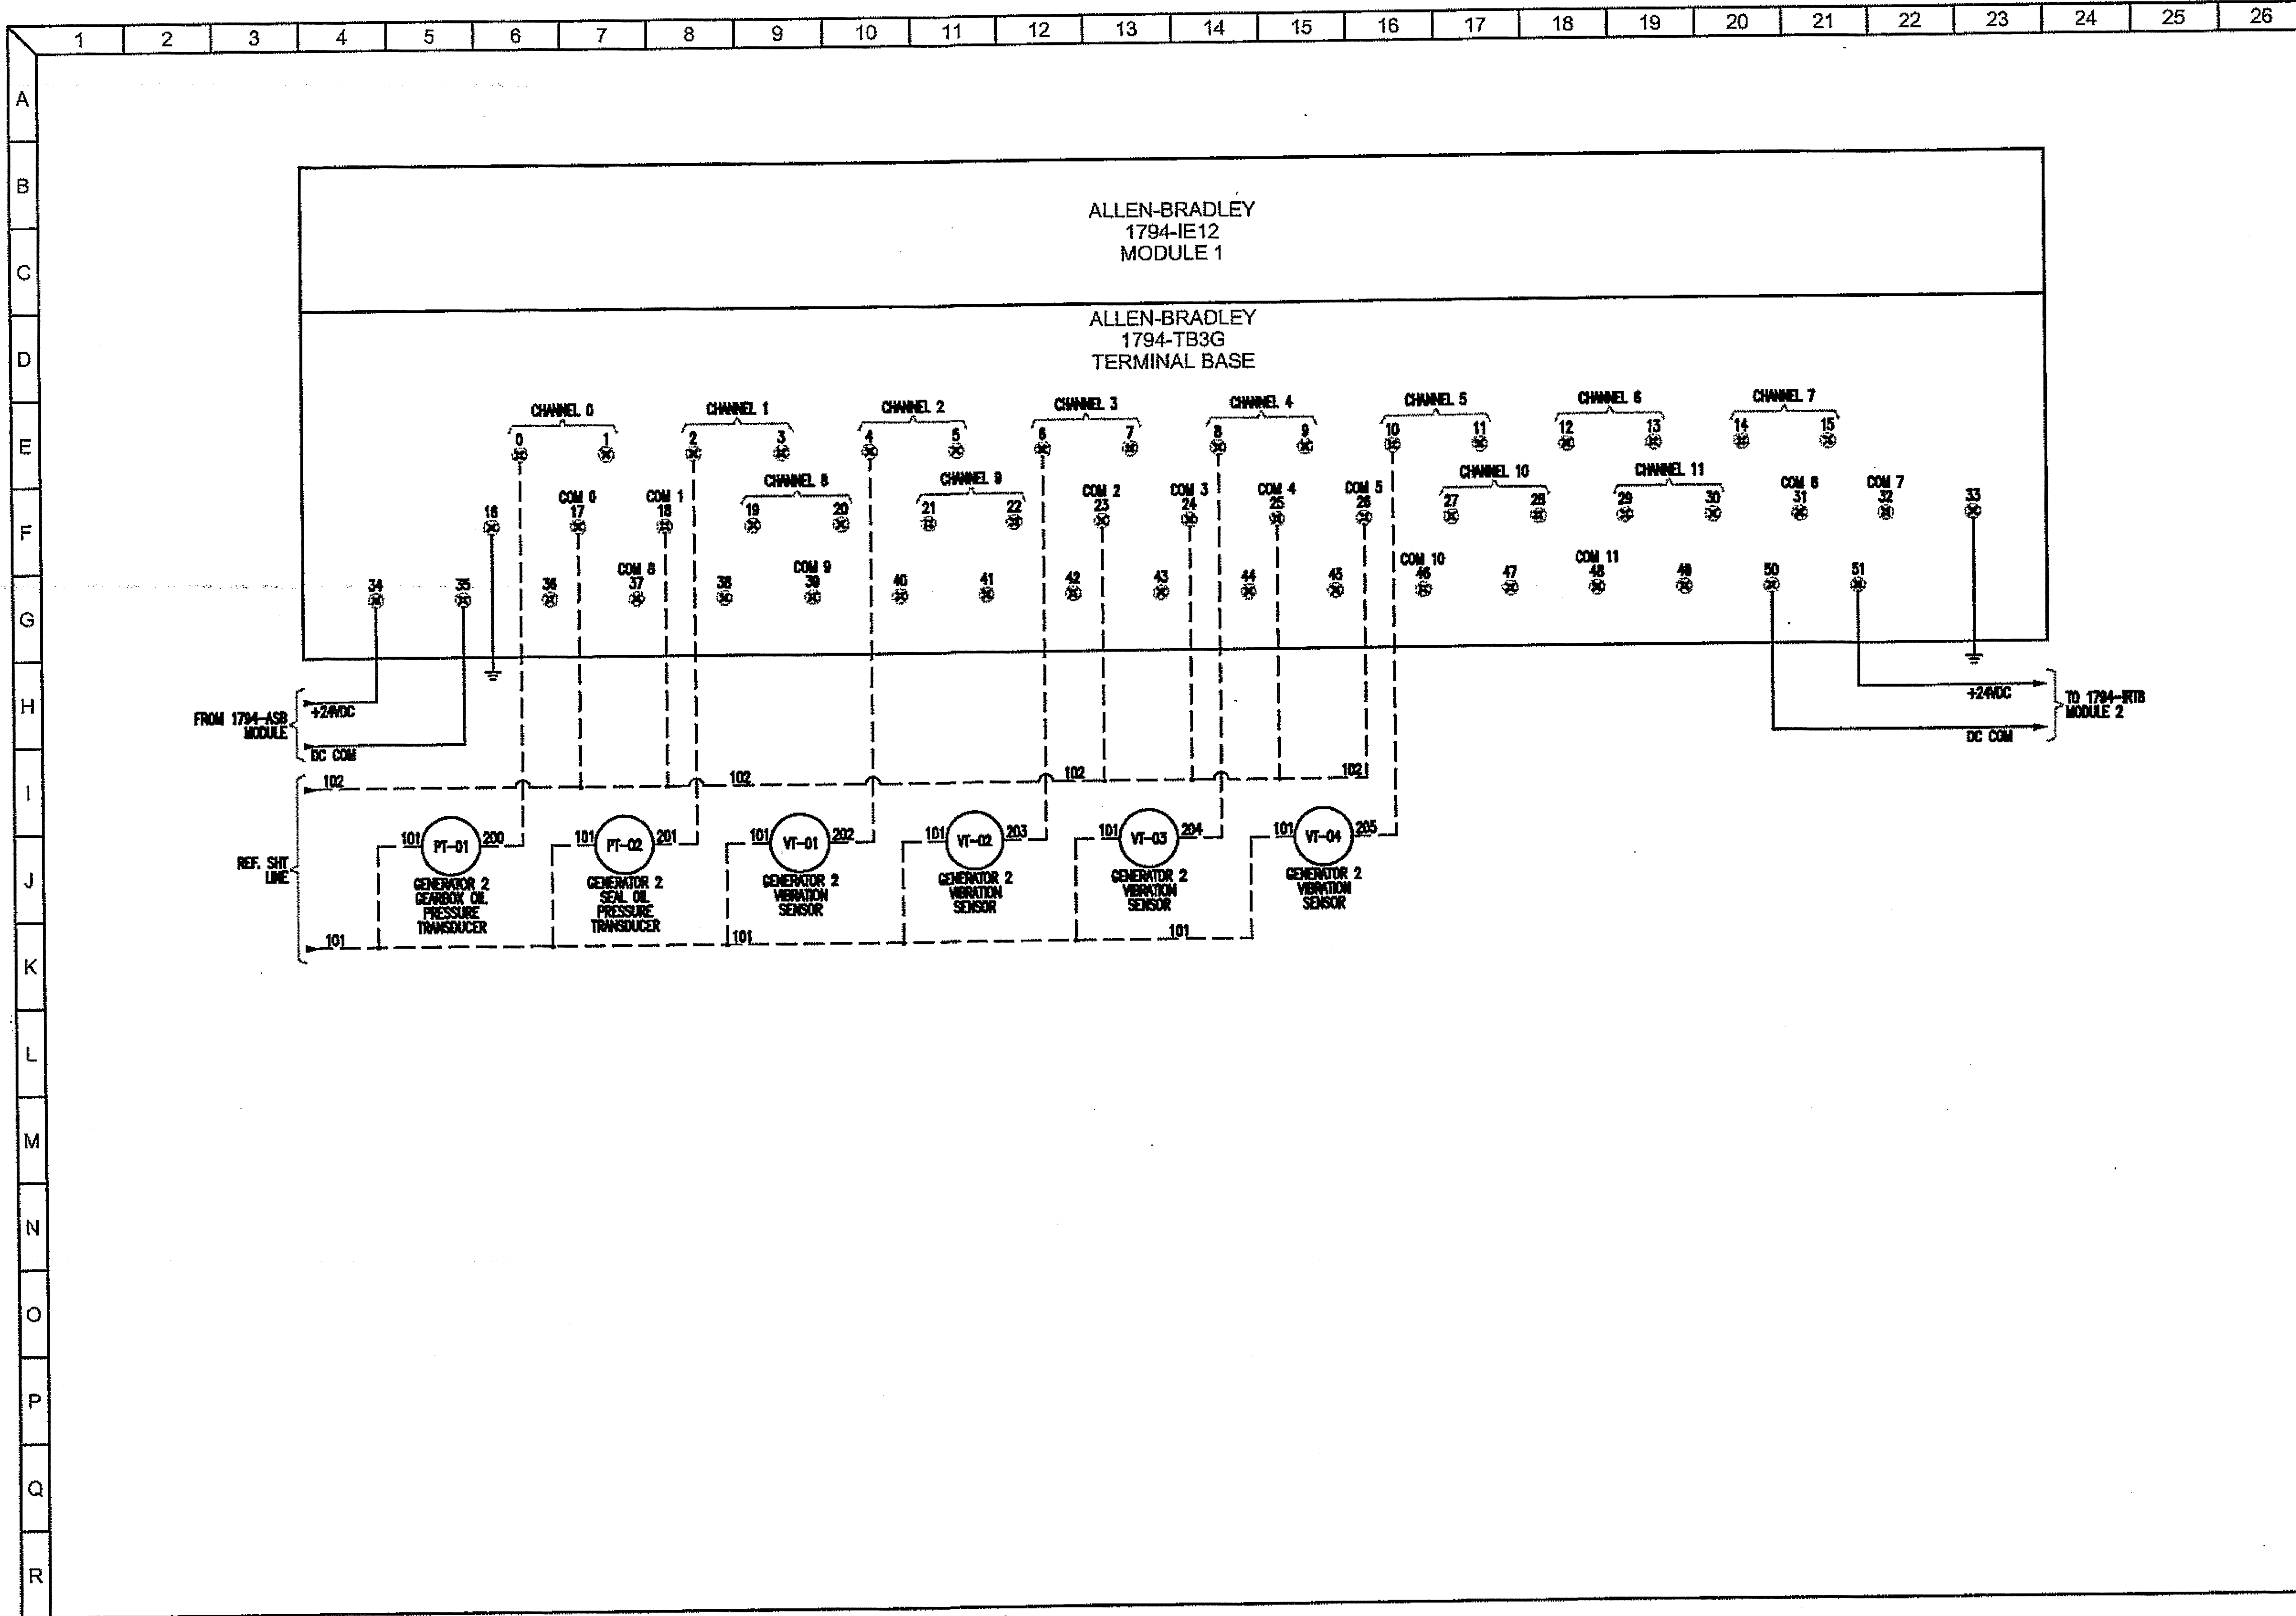 1 2 3 4 5 6 7 8 9 10 11 12 13 14 15 16 17 18 19 20 21 22 23 24 25 26
A
B
C
D
E
F
G
H
I
J
K
L
M
N
O
P
Q
R
ALLEN-BRADLEY
1794-IE12
MODULE 1
ALLEN-BRADLEY
1794-TB3G
TERMINAL BASE
CHANNEL 0 CHANNEL 1 CHANNEL 2 CHANNEL 3 CHANNEL 4 CHANNEL 5 CHANNEL 6 CHANNEL 7
0 1 2 3 4 5 6 7 8 9 10 11 12 13 14 15
CHANNEL 8 CHANNEL 9 CHANNEL 10 CHANNEL 11
COM 0 COM 1 COM 2 COM 3 COM 4 COM 5 COM 6 COM 7
16 17 18 19 20 21 22 23 24 25 26 27 28 29 30 31 32 33
COM 8 COM 9 COM 10 COM 11
34 35 36 37 38 39 40 41 42 43 44 45 46 47 48 49 50 51
FROM 1794-ASB
MODULE
+24VDC
DC COM
+24VDC
DC COM
TO 1794-IRT8
MODULE 2
102 102 102 102
REF. SHT
LINE
101 PT-01 200
GENERATOR 2
GEARBOX OIL
PRESSURE
TRANSDUCER
101 PT-02 201
GENERATOR 2
SEAL OIL
PRESSURE
TRANSDUCER
101 VT-01 202
GENERATOR 2
VIBRATION
SENSOR
101 VT-02 203
GENERATOR 2
VIBRATION
SENSOR
101 VT-03 204
GENERATOR 2
VIBRATION
SENSOR
101 VT-04 205
GENERATOR 2
VIBRATION
SENSOR
101 101 101